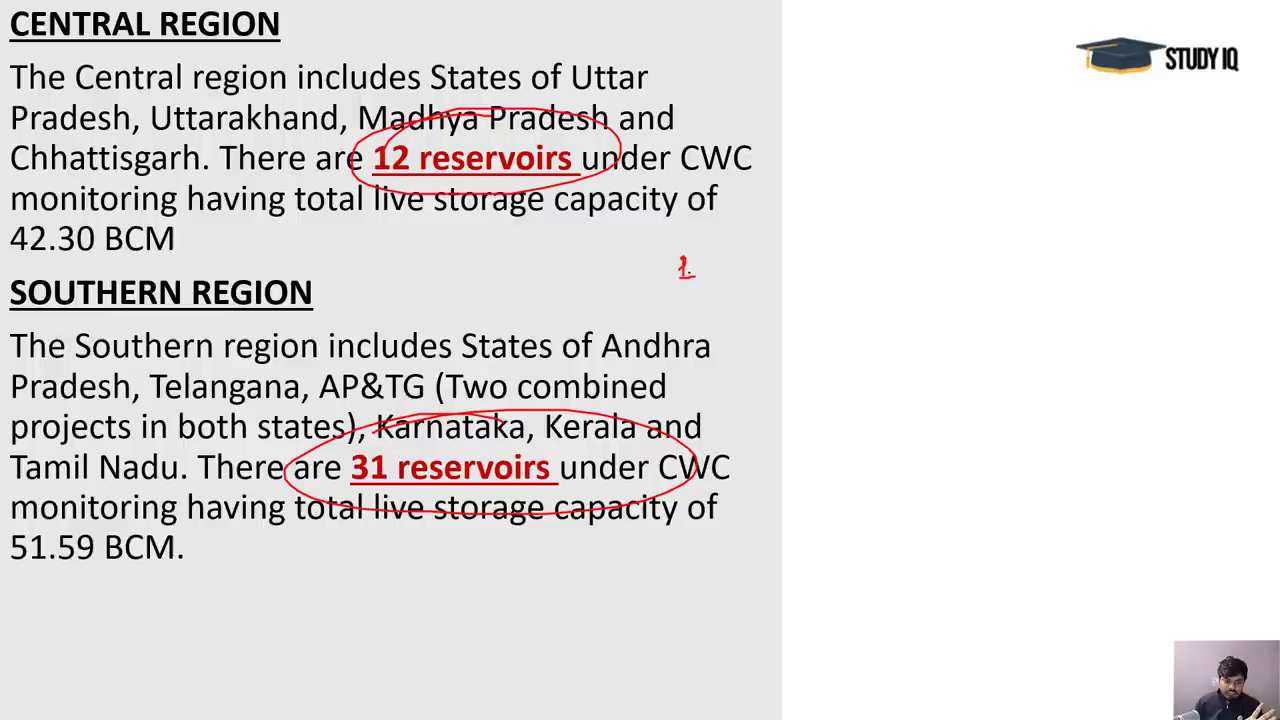 CENTRAL REGION
The Central region includes States of Uttar
Pradesh, Uttarakhand, Madhya Pradesh and
Chhattisgarh. There are 12 reservoirs under CWC
monitoring having total live storage capacity of
42.30 BCM
1.
SOUTHERN REGION
The Southern region includes States of Andhra
Pradesh, Telangana, AP&TG (Two combined
projects in both states), Karnataka, Kerala and
Tamil Nadu. There are 31 reservoirs under CWC
monitoring having total live storage capacity of
51.59 BCM.
STUDY IQ